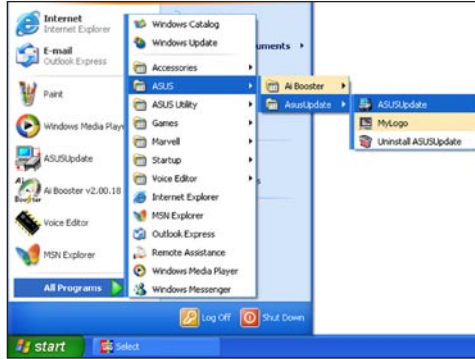 Internet
Internet Explorer
E-mail
Outlook Express
Paint
Windows Media Play
ASUSUpdate
Ai Booster v2.00.18
Voice Editor
MSN Explorer
All Programs
Windows Catalog
Windows Update
Accessories
ASUS
ASUS Utility
Games
Marvell
Startup
Voice Editor
Internet Explorer
MSN Explorer
Outlook Express
Remote Assistance
Windows Media Player
Windows Messenger
uments
s
Ai Booster
AsusUpdate
ASUSUpdate
MyLogo
Uninstall ASUSUpdate
Log Off
Shut Down
start
Select